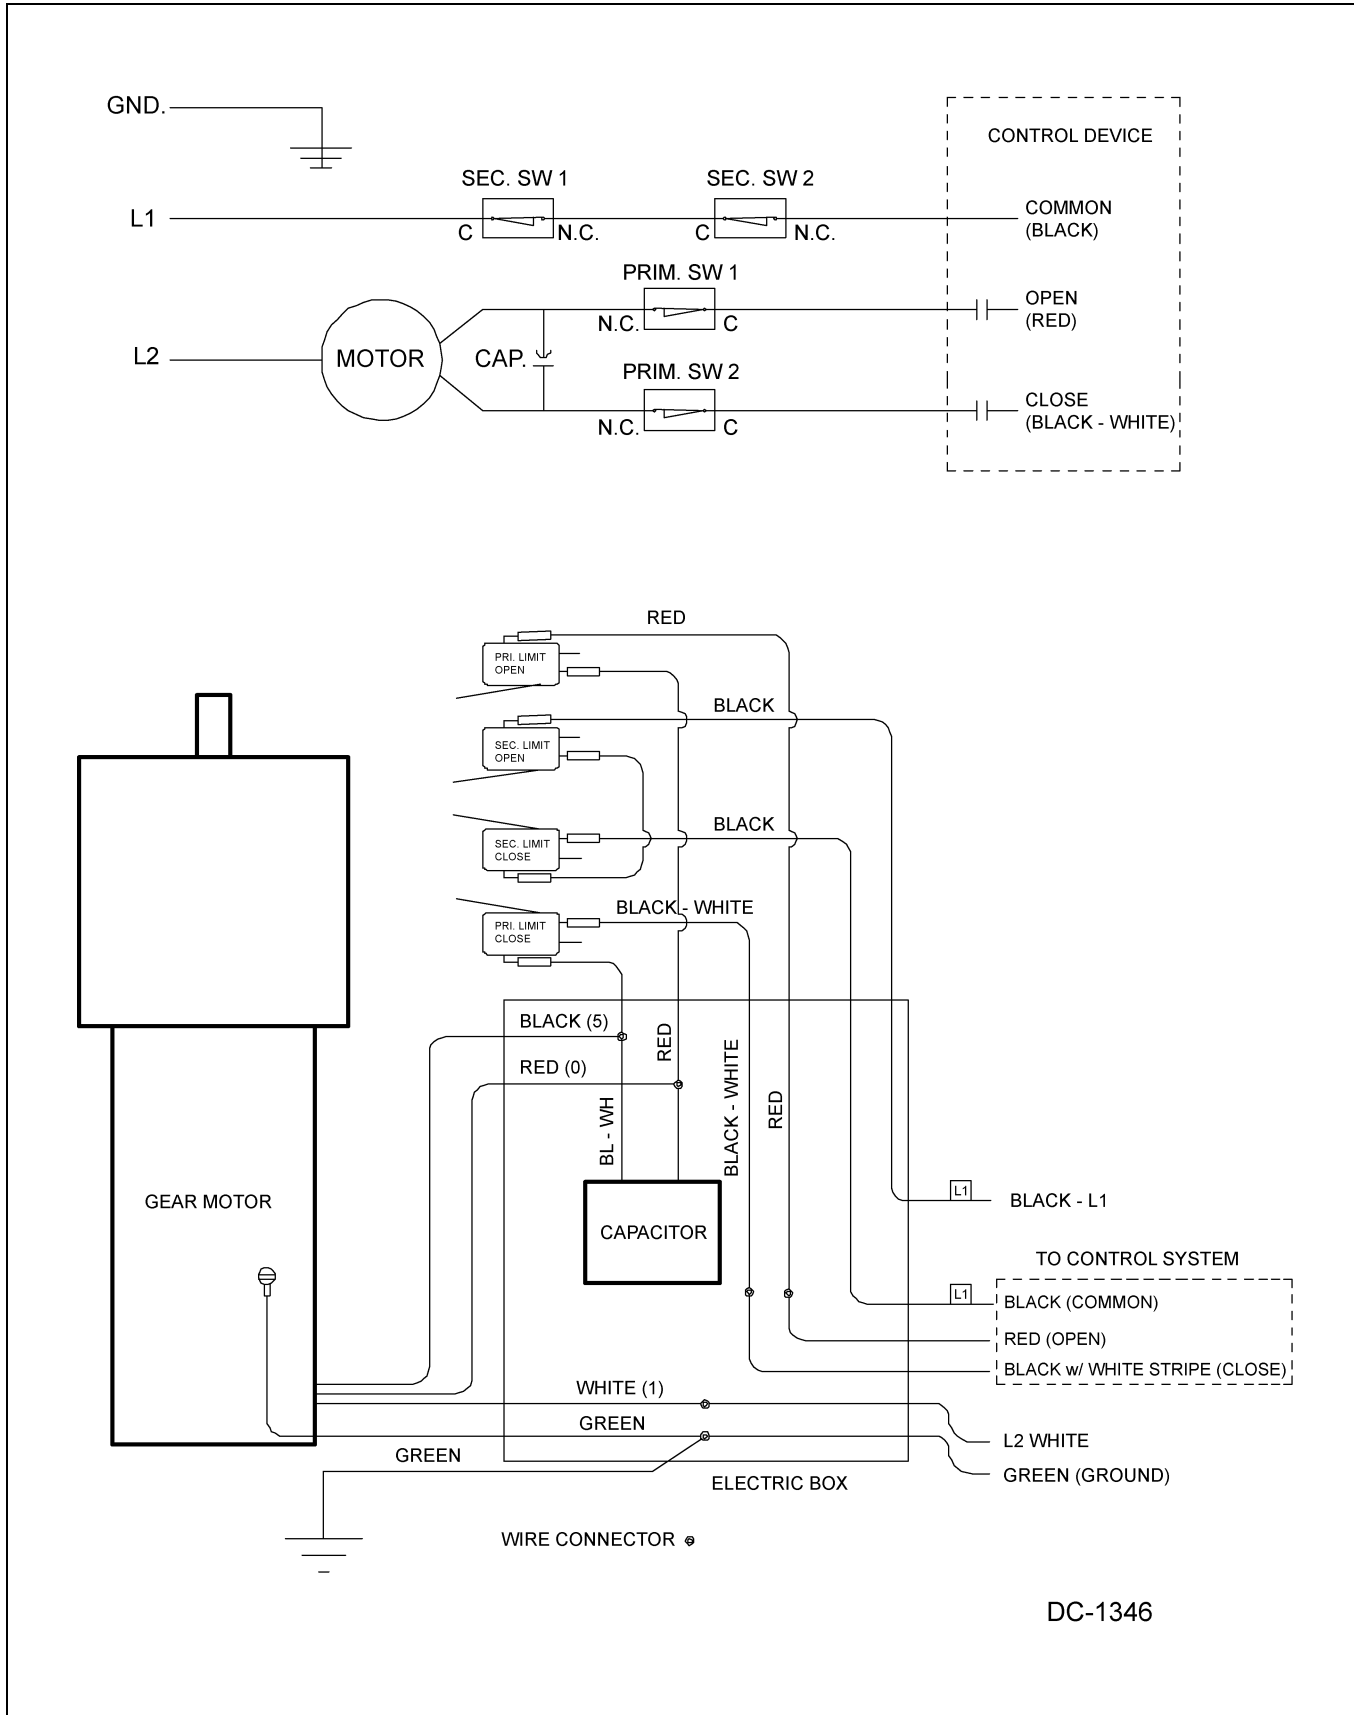 GND.
CONTROL DEVICE
SEC. SW 1
SEC. SW 2
L1
C
N.C.
C
N.C.
COMMON
(BLACK)
PRIM. SW 1
N.C.
C
OPEN
(RED)
L2
MOTOR
CAP.
PRIM. SW 2
N.C.
C
CLOSE
(BLACK - WHITE)
RED
PRI. LIMIT
OPEN
BLACK
SEC. LIMIT
OPEN
BLACK
SEC. LIMIT
CLOSE
BLACK - WHITE
PRI. LIMIT
CLOSE
BLACK (5)
RED
RED (0)
BLACK - WHITE
RED
BL - WH
GEAR MOTOR
CAPACITOR
L1
BLACK - L1
TO CONTROL SYSTEM
L1
BLACK (COMMON)
RED (OPEN)
BLACK w/ WHITE STRIPE (CLOSE)
WHITE (1)
GREEN
L2 WHITE
GREEN
GREEN (GROUND)
ELECTRIC BOX
WIRE CONNECTOR
DC-1346